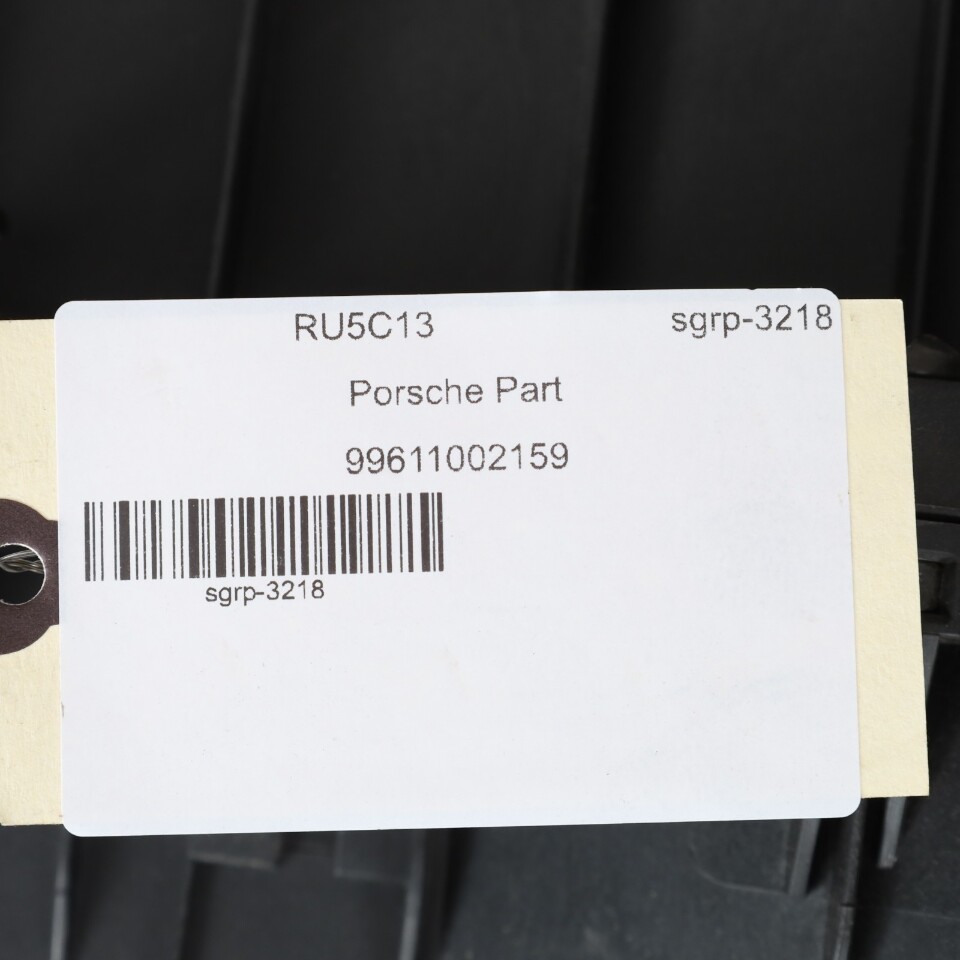 RU5C13 sgrp-3218
Porsche Part
99611002159
sgrp-3218